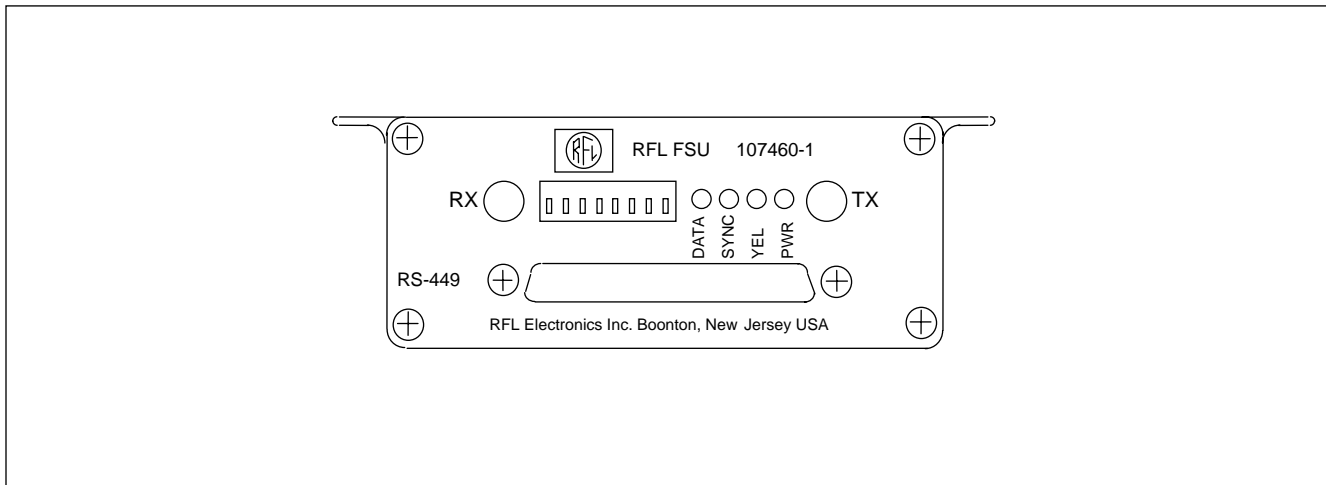 RFL
RFL FSU 107460-1
RX
TX
DATA
SYNC
YEL
PWR
RS-449
RFL Electronics Inc. Boonton, New Jersey USA